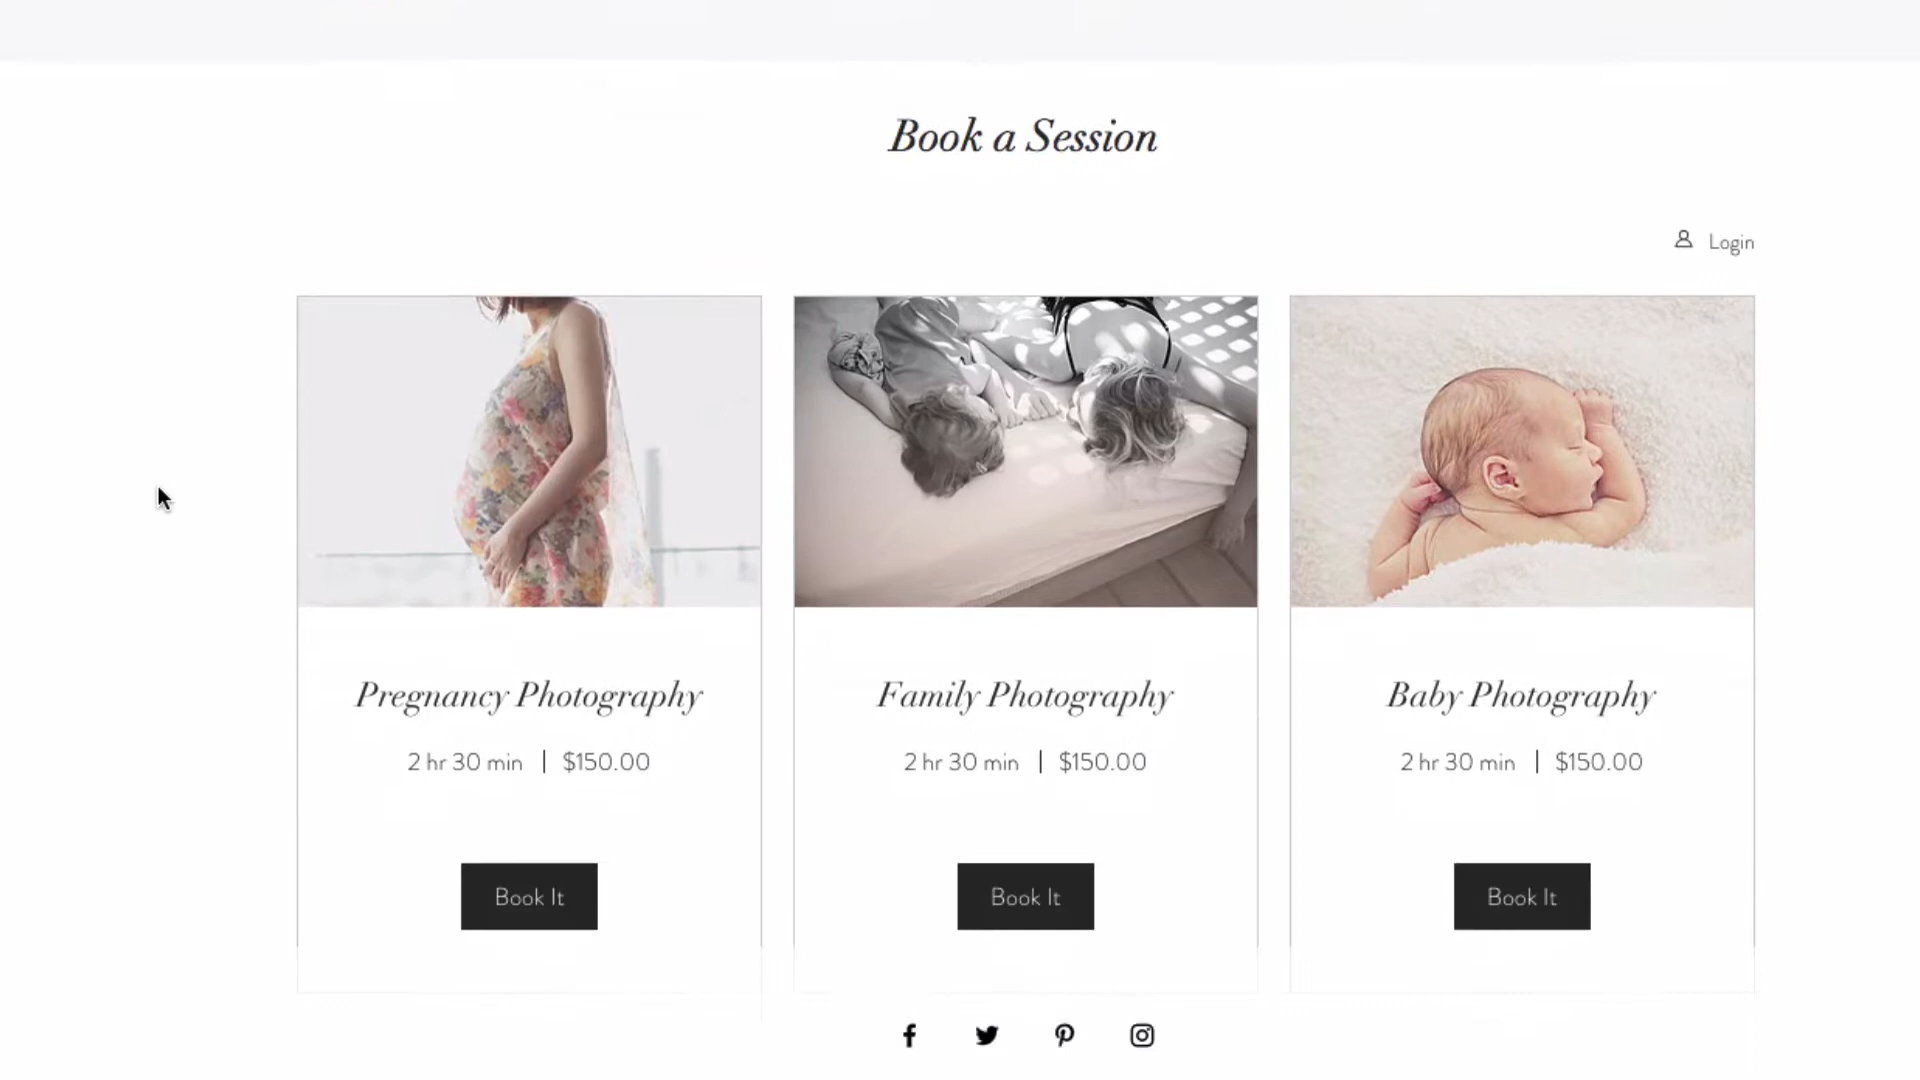 Book a Session
Login
Pregnancy Photography
2 hr 30 min | $150.00
Book It
Family Photography
2 hr 30 min | $150.00
Book It
Baby Photography
2 hr 30 min | $150.00
Book It